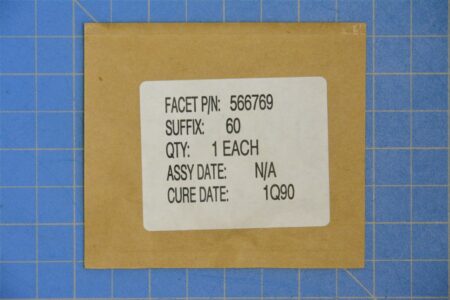 FACET P/N: 566769
SUFFIX: 60
QTY: 1 EACH
ASSY DATE: N/A
CURE DATE: 1Q90